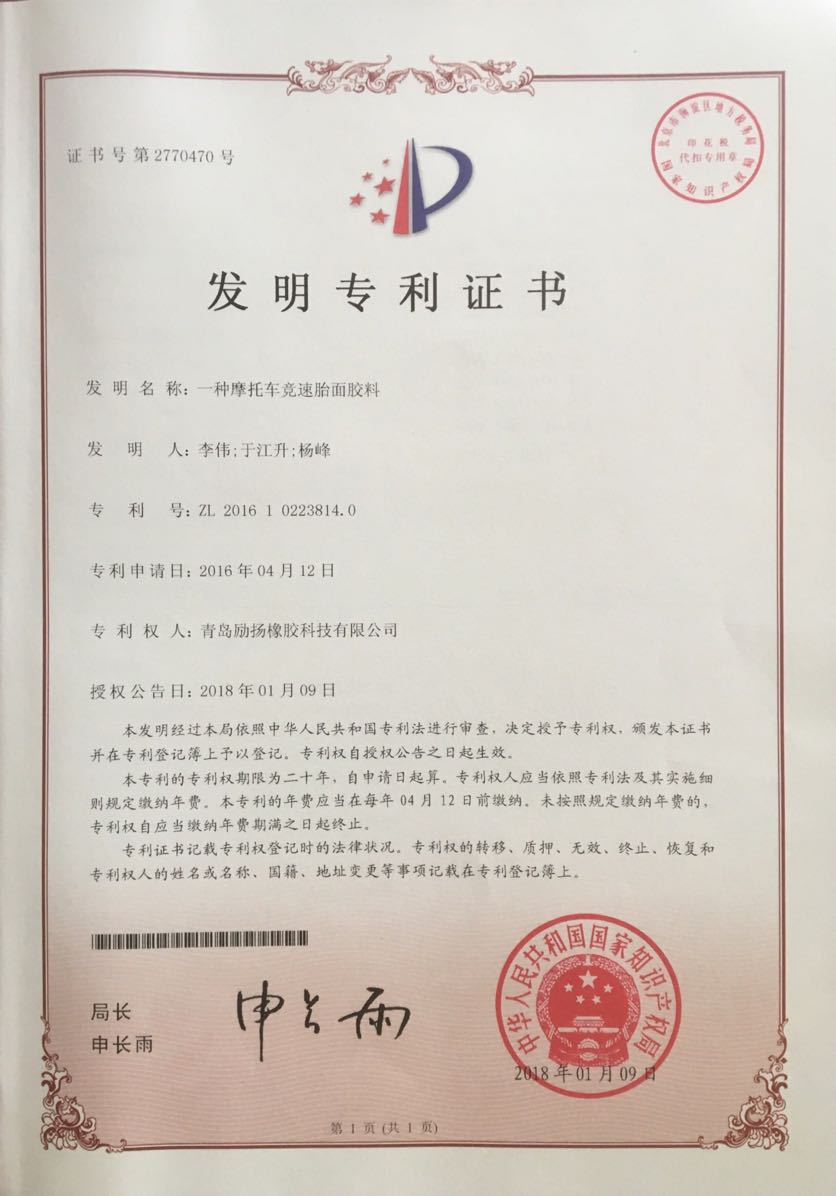 证书号第2770470号
北京市海淀区地方税务局
印花税
代扣专用章
国家知识产权局
发明专利证书
发明名称：一种摩托车竞速胎面胶料
发明人：李伟;于江升;杨峰
专利号：ZL 2016 1 0223814.0
专利申请日：2016年04月12日
专利权人：青岛励扬橡胶科技有限公司
授权公告日：2018年01月09日
本发明经过本局依照中华人民共和国专利法进行审查，决定授予专利权，颁发本证书
并在专利登记簿上予以登记。专利权自授权公告之日起生效。
本专利的专利权期限为二十年，自申请日起算。专利权人应当依照专利法及其实施细
则规定缴纳年费。本专利的年费应当在每年04月12日前缴纳。未按照规定缴纳年费的，
专利权自应当缴纳年费期满之日起终止。
专利证书记载专利权登记时的法律状况。专利权的转移、质押、无效、终止、恢复和
专利权人的姓名或名称、国籍、地址变更等事项记载在专利登记簿上。
局长
申长雨
申长雨
中华人民共和国国家知识产权局
2018年01月09日
第1页(共1页)